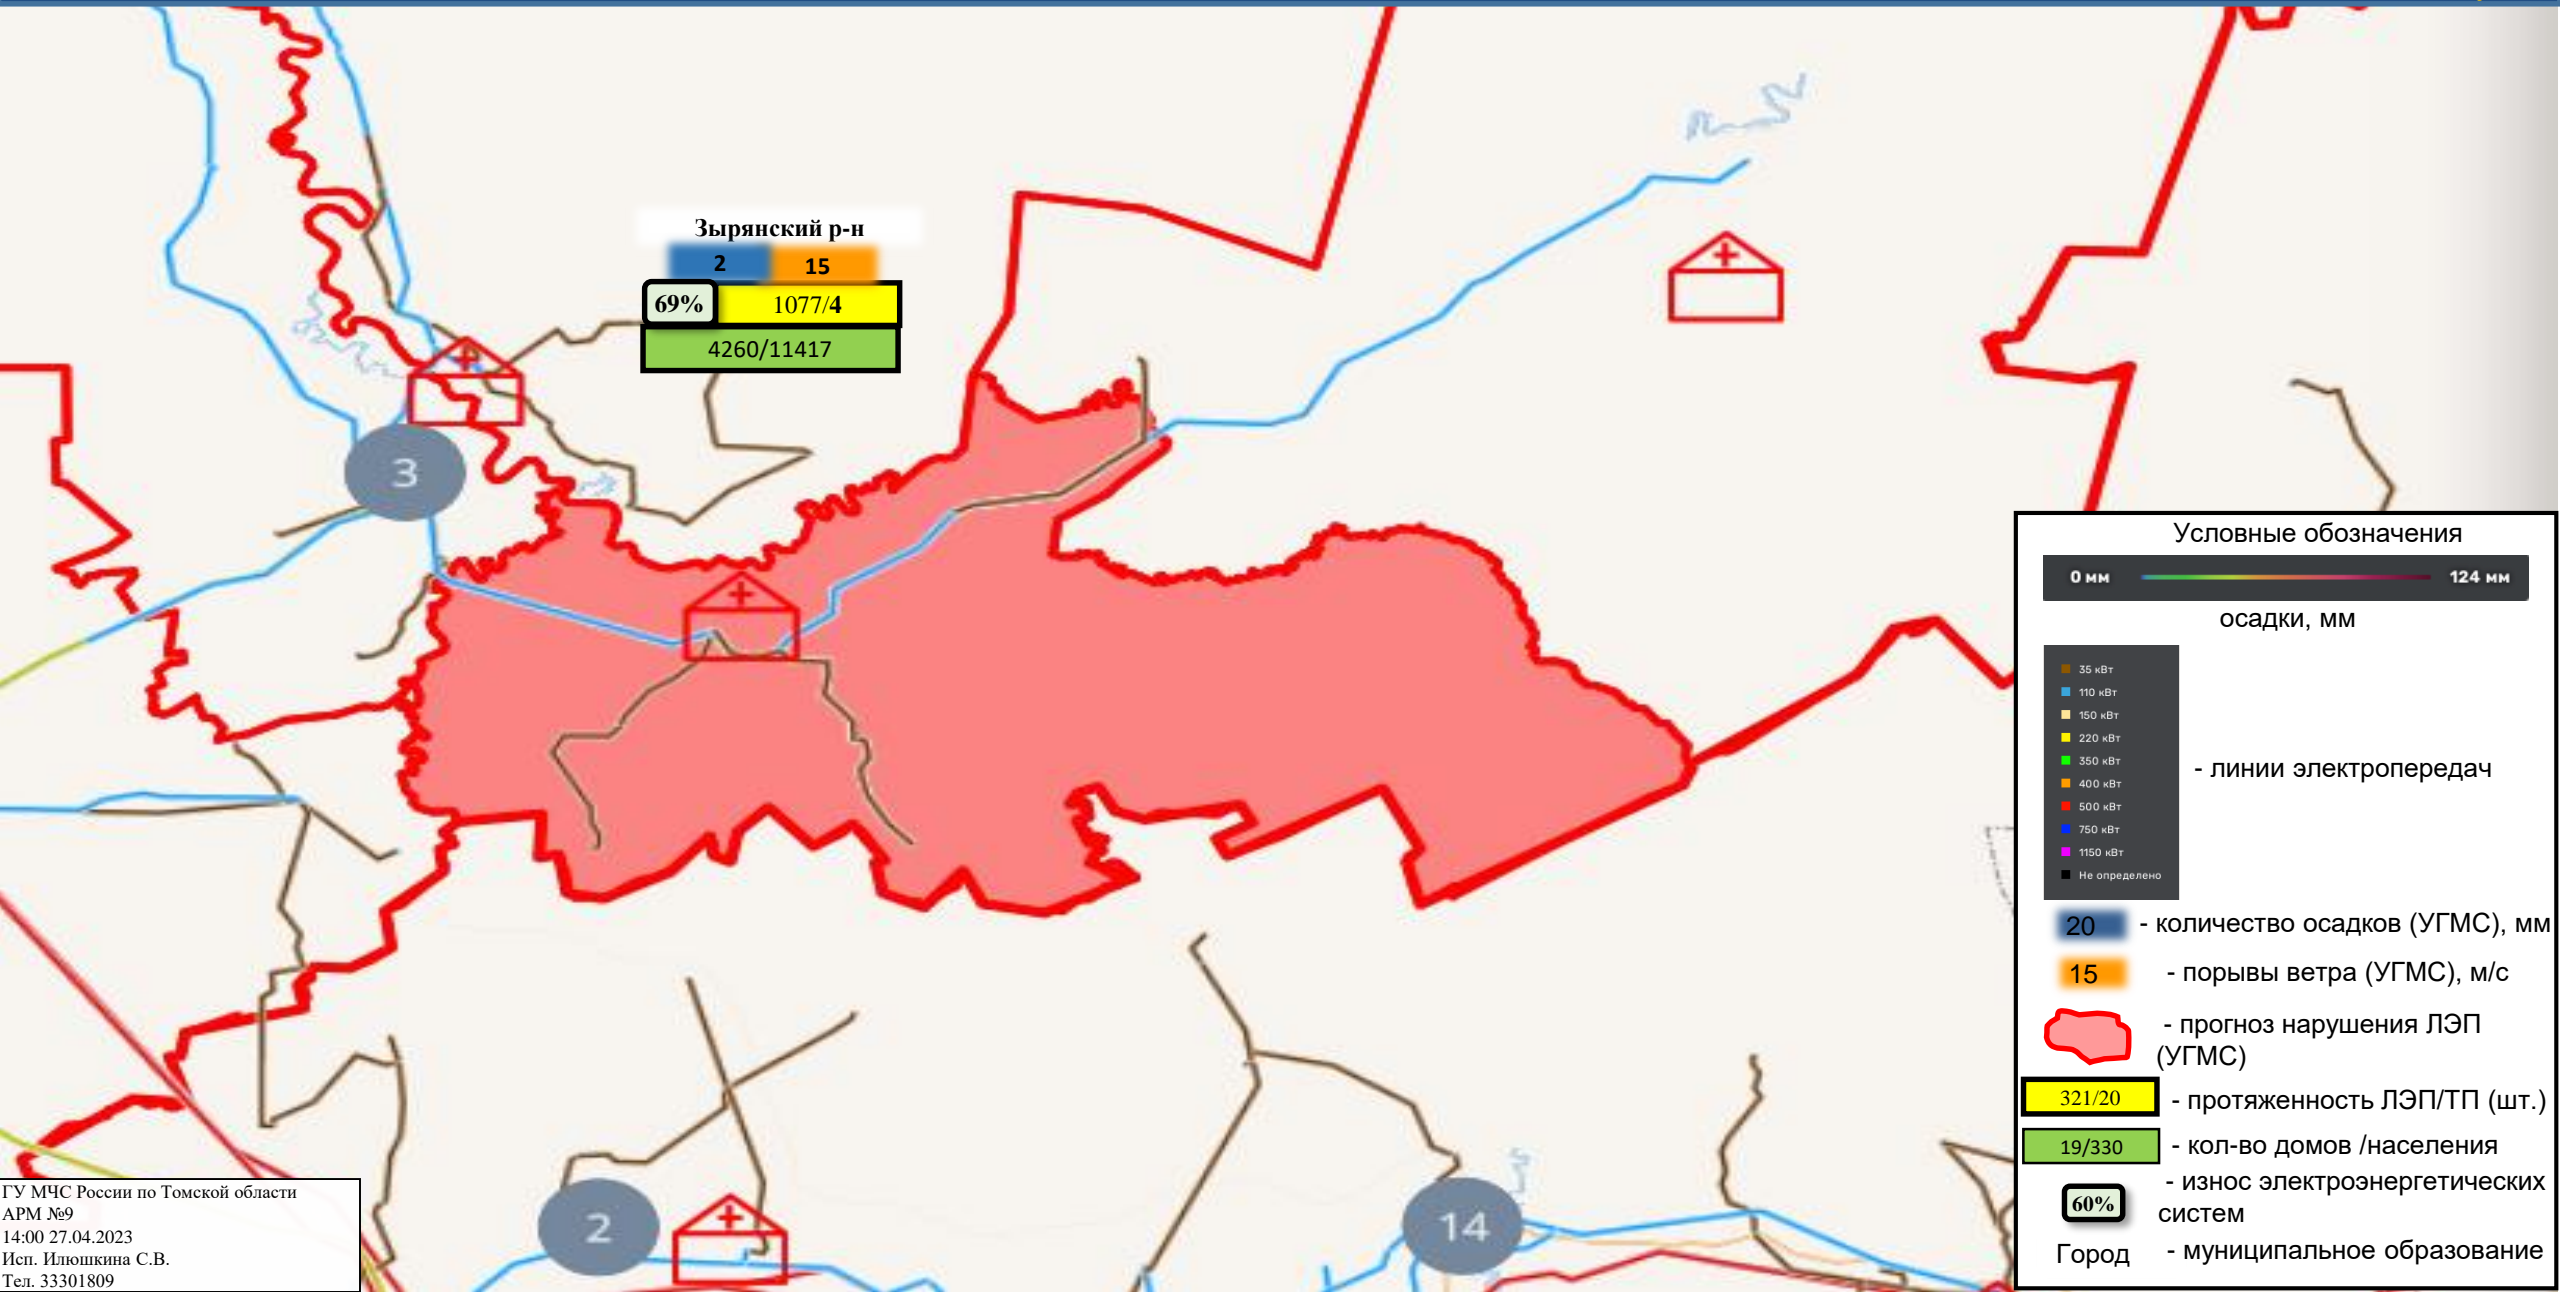 Зырянский р-н
2
15
69%
1077/4
4260/11417
3
2
14
Условные обозначения
0 мм
124 мм
осадки, мм
35 кВт
110 кВт
150 кВт
220 кВт
350 кВт
400 кВт
500 кВт
750 кВт
1150 кВт
Не определено
- линии электропередач
20 - количество осадков (УГМС), мм
15 - порывы ветра (УГМС), м/с
- прогноз нарушения ЛЭП
(УГМС)
321/20 - протяженность ЛЭП/ТП (шт.)
19/330 - кол-во домов /населения
60% - износ электроэнергетических
систем
Город - муниципальное образование
ГУ МЧС России по Томской области
АРМ №9
14:00 27.04.2023
Исп. Илюшкина С.В.
Тел. 33301809